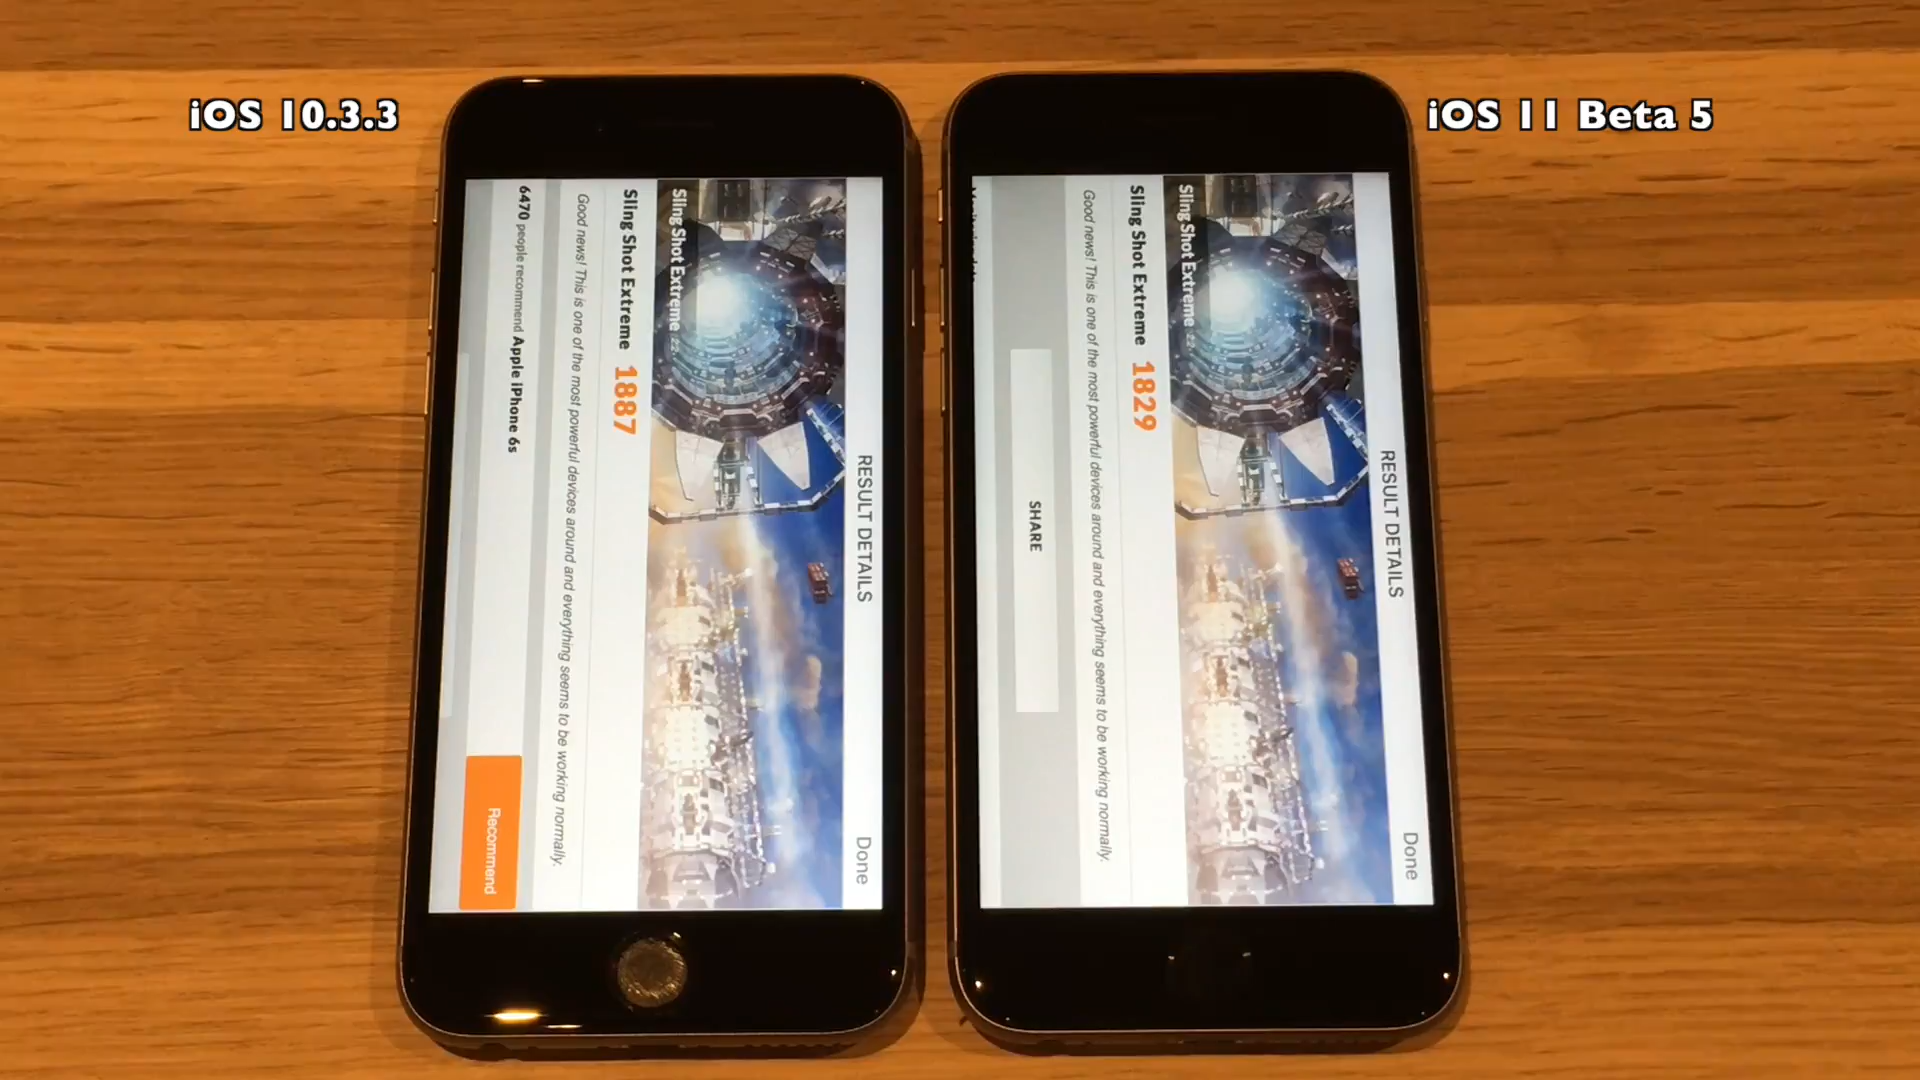 iOS 10.3.3
iOS 11 Beta 5
RESULT DETAILS
Done
Sling Shot Extreme
Sling Shot Extreme 1887
Good news! This is one of the most powerful devices around and everything seems to be working normally.
6470 people recommend Apple iPhone 6s
Recommend
RESULT DETAILS
Done
Sling Shot Extreme
Sling Shot Extreme 1829
Good news! This is one of the most powerful devices around and everything seems to be working normally.
SHARE